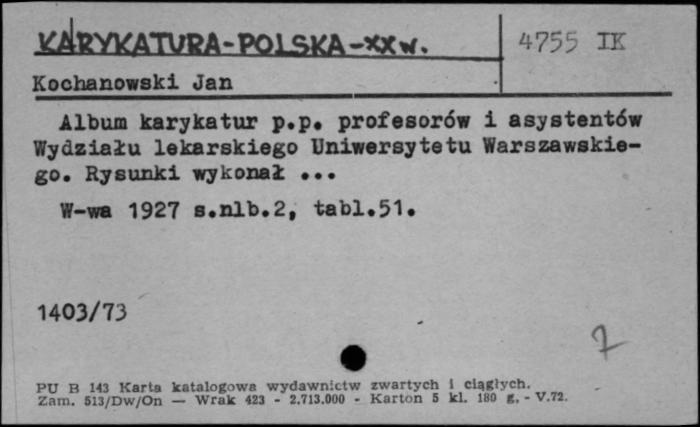 KARYKATURA-POLSKA-XX w.
4755 IK
Kochanowski Jan
Album karykatur p.p. profesorów i asystentów
Wydziału lekarskiego Uniwersytetu Warszawskie-
go. Rysunki wykonał ...
W-wa 1927 s.nlb.2, tabl.51.
1403/73
7
PU B 143 Karta katalogowa wydawnictw zwartych i ciągłych.
Zam. 513/Dw/On — Wrak 423 - 2.713.000 - Karton 5 kl. 180 g. - V.72.